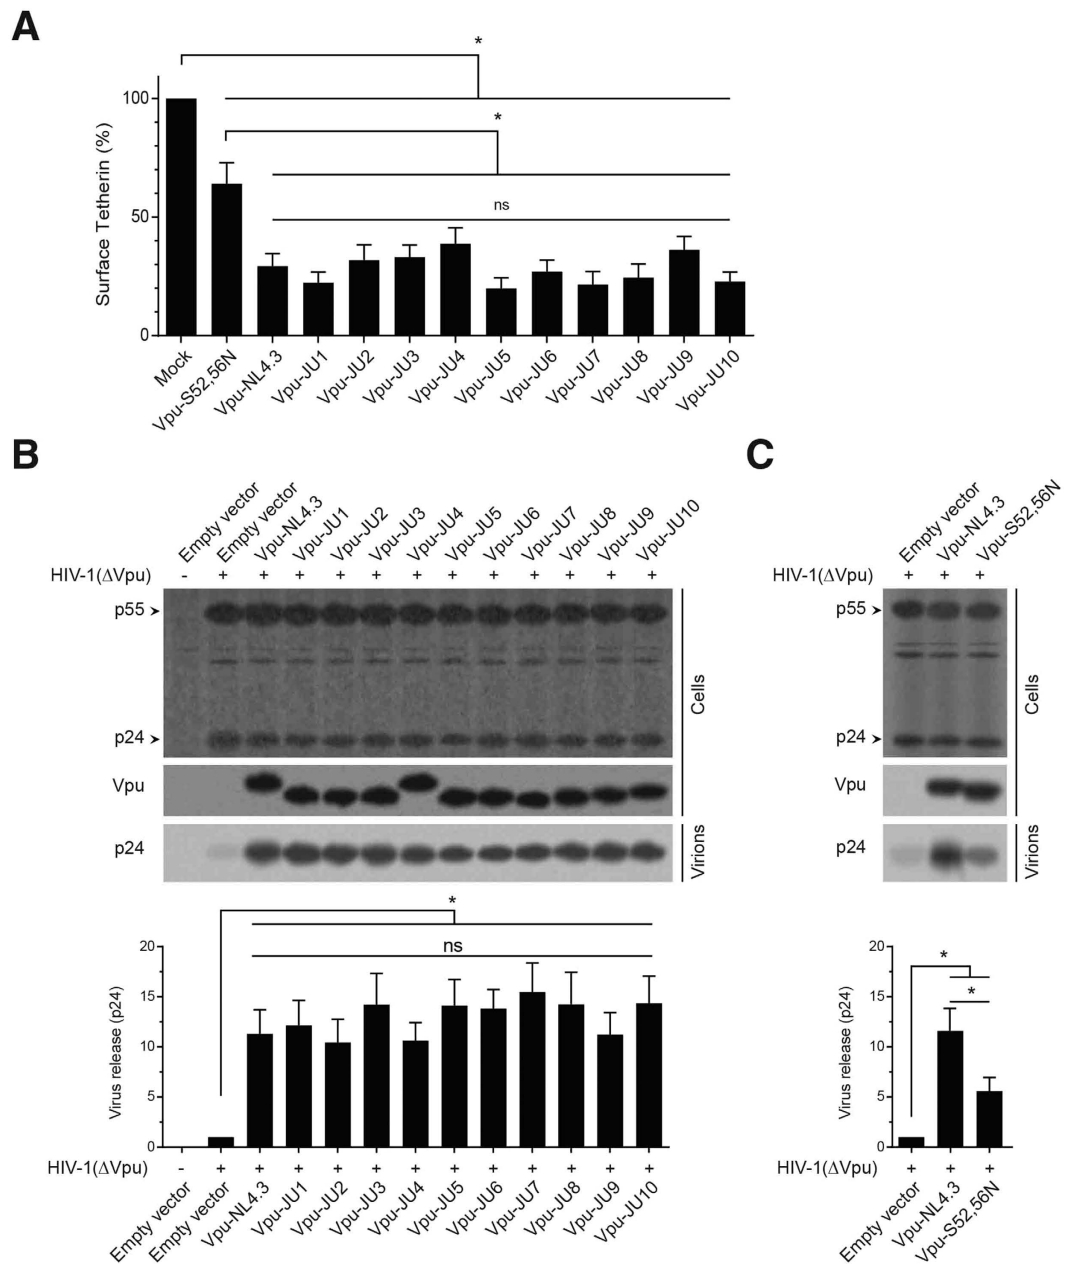 A
*
*
ns
100
50
0
Surface Tetherin (%)
Mock
Vpu-S52,56N
Vpu-NL4.3
Vpu-JU1
Vpu-JU2
Vpu-JU3
Vpu-JU4
Vpu-JU5
Vpu-JU6
Vpu-JU7
Vpu-JU8
Vpu-JU9
Vpu-JU10
B
Empty vector
Empty vector
Vpu-NL4.3
Vpu-JU1
Vpu-JU2
Vpu-JU3
Vpu-JU4
Vpu-JU5
Vpu-JU6
Vpu-JU7
Vpu-JU8
Vpu-JU9
Vpu-JU10
HIV-1(ΔVpu) - + + + + + + + + + + + +
p55
p24
Vpu
Cells
p24
Virions
*
ns
20
15
10
5
0
Virus release (p24)
HIV-1(ΔVpu) - + + + + + + + + + + + +
Empty vector
Empty vector
Vpu-NL4.3
Vpu-JU1
Vpu-JU2
Vpu-JU3
Vpu-JU4
Vpu-JU5
Vpu-JU6
Vpu-JU7
Vpu-JU8
Vpu-JU9
Vpu-JU10
C
Empty vector
Vpu-NL4.3
Vpu-S52,56N
HIV-1(ΔVpu) + + +
p55
p24
Vpu
Cells
p24
Virions
*
*
20
15
10
5
0
Virus release (p24)
HIV-1(ΔVpu) + + +
Empty vector
Vpu-NL4.3
Vpu-S52,56N